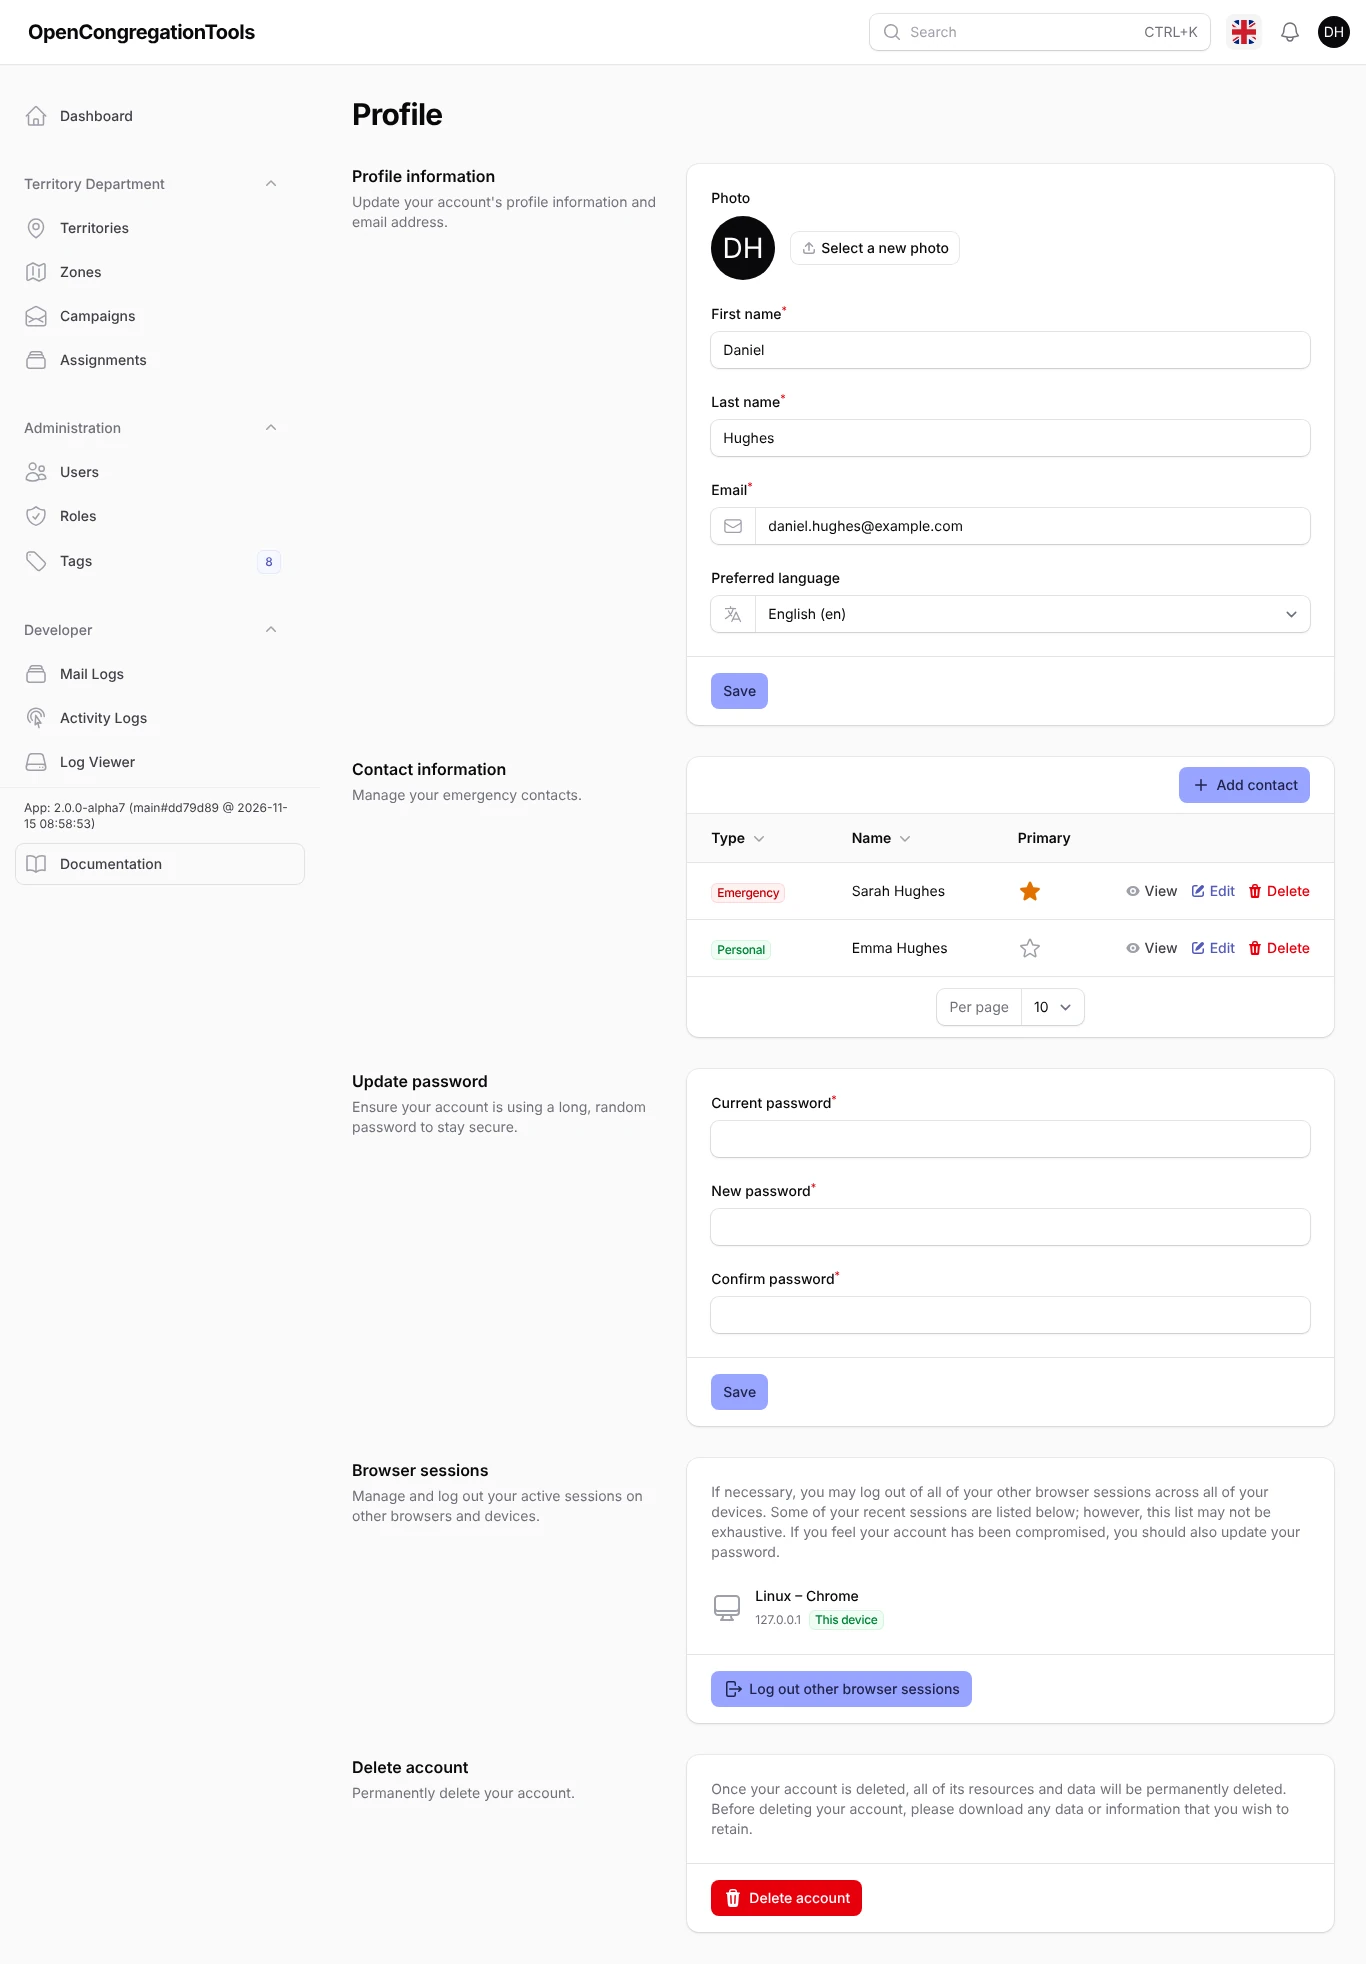 OpenCongregationTools
Search
CTRL+K
DH
Dashboard
Territory Department
Territories
Zones
Campaigns
Assignments
Administration
Users
Roles
Tags
8
Developer
Mail Logs
Activity Logs
Log Viewer
App: 2.0.0-alpha7 (main#dd79d89 @ 2026-11-
15 08:58:53)
Documentation
Profile
Profile information
Update your account's profile information and
email address.
Photo
DH
Select a new photo
First name*
Daniel
Last name*
Hughes
Email*
daniel.hughes@example.com
Preferred language
English (en)
Save
Contact information
Manage your emergency contacts.
Add contact
Type Name Primary
Emergency Sarah Hughes View Edit Delete
Personal Emma Hughes View Edit Delete
Per page 10
Update password
Ensure your account is using a long, random
password to stay secure.
Current password*
New password*
Confirm password*
Save
Browser sessions
Manage and log out your active sessions on
other browsers and devices.
If necessary, you may log out of all of your other browser sessions across all of your
devices. Some of your recent sessions are listed below; however, this list may not be
exhaustive. If you feel your account has been compromised, you should also update your
password.
Linux – Chrome
127.0.0.1 This device
Log out other browser sessions
Delete account
Permanently delete your account.
Once your account is deleted, all of its resources and data will be permanently deleted.
Before deleting your account, please download any data or information that you wish to
retain.
Delete account